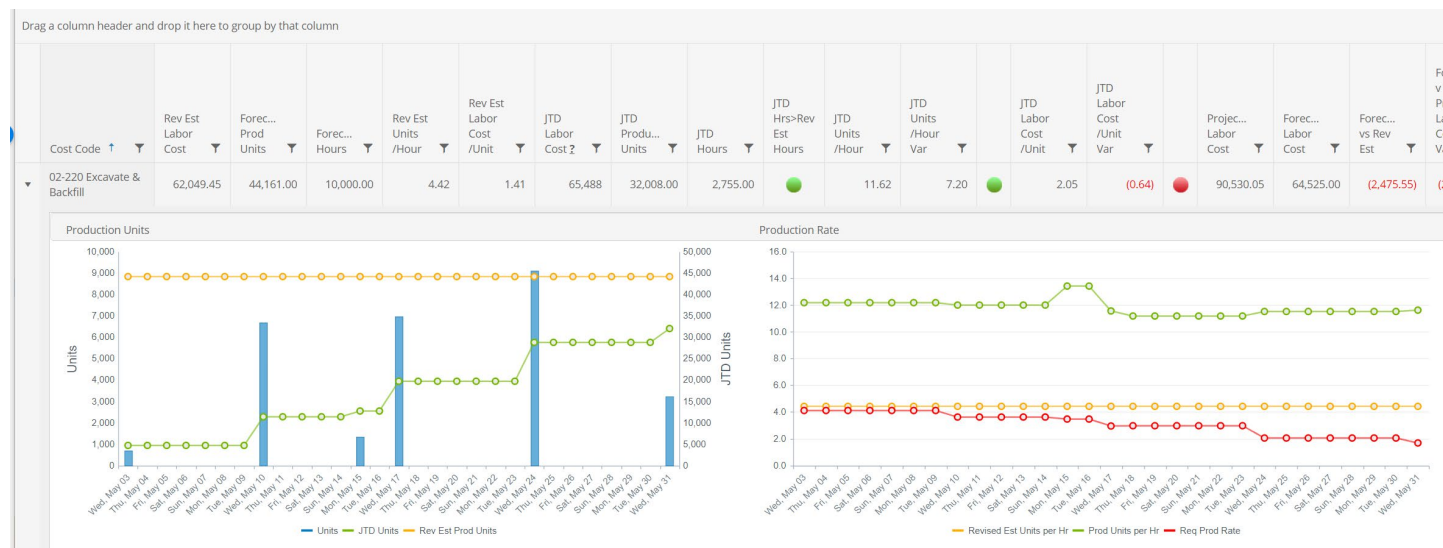 Drag a column header and drop it here to group by that column
Cost Code ↑
Rev Est
Labor
Cost
Forec...
Prod
Units
Forec...
Hours
Rev Est
Units
/Hour
Rev Est
Labor
Cost
/Unit
JTD
Labor
Cost ?
JTD
Produ...
Units
JTD
Hours
JTD
Hrs>Rev
Est
Hours
JTD
Units
/Hour
JTD
Units
/Hour
Var
JTD
Labor
Cost
/Unit
JTD
Labor
Cost
/Unit
Var
Projec...
Labor
Cost
Forec...
Labor
Cost
Forec...
vs Rev
Est
02-220 Excavate &
Backfill
62,049.45 44,161.00 10,000.00 4.42 1.41 65,488 32,008.00 2,755.00 11.62 7.20 2.05 (0.64) 90,530.05 64,525.00 (2,475.55)
Production Units
10,000
9,000
8,000
7,000
6,000
5,000
4,000
3,000
2,000
1,000
0
Units
50,000
45,000
40,000
35,000
30,000
25,000
20,000
15,000
10,000
5,000
0
JTD Units
Wed, May 03
Thu, May 04
Fri, May 05
Sat, May 06
Sun, May 07
Mon, May 08
Tue, May 09
Wed, May 10
Thu, May 11
Fri, May 12
Sat, May 13
Sun, May 14
Mon, May 15
Tue, May 16
Wed, May 17
Thu, May 18
Fri, May 19
Sat, May 20
Sun, May 21
Mon, May 22
Tue, May 23
Wed, May 24
Thu, May 25
Fri, May 26
Sat, May 27
Sun, May 28
Mon, May 29
Tue, May 30
Wed, May 31
Units JTD Units Rev Est Prod Units
Production Rate
16.0
14.0
12.0
10.0
8.0
6.0
4.0
2.0
0.0
Wed, May 03
Thu, May 04
Fri, May 05
Sat, May 06
Sun, May 07
Mon, May 08
Tue, May 09
Wed, May 10
Thu, May 11
Fri, May 12
Sat, May 13
Sun, May 14
Mon, May 15
Tue, May 16
Wed, May 17
Thu, May 18
Fri, May 19
Sat, May 20
Sun, May 21
Mon, May 22
Tue, May 23
Wed, May 24
Thu, May 25
Fri, May 26
Sat, May 27
Sun, May 28
Mon, May 29
Tue, May 30
Wed, May 31
Revised Est Units per Hr Prod Units per Hr Req Prod Rate